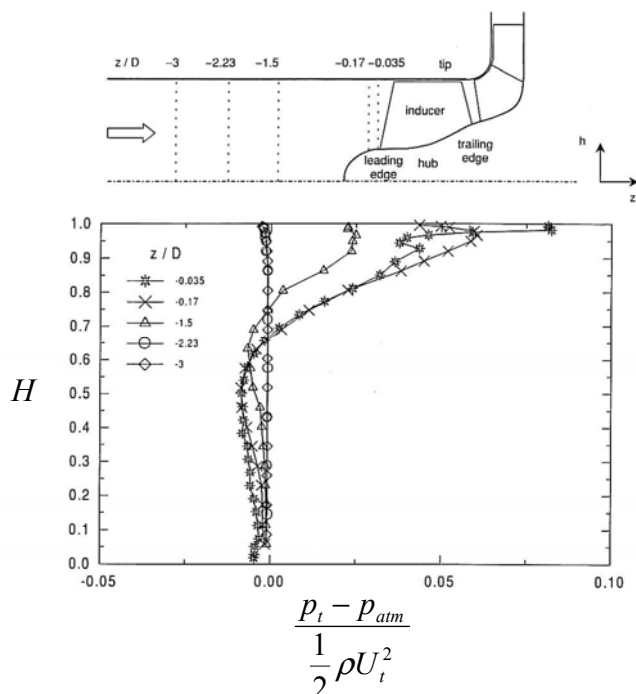 z / D -3 -2.23 -1.5 -0.17 -0.035 tip
inducer
leading edge
hub
trailing edge
h
z
1.0
0.9
0.8
0.7
0.6
0.5
0.4
0.3
0.2
0.1
0.0
H
z / D
-0.035
-0.17
-1.5
-2.23
-3
-0.05 0.00 0.05 0.10
p_t − p_atm
1
2
ρU_t^2